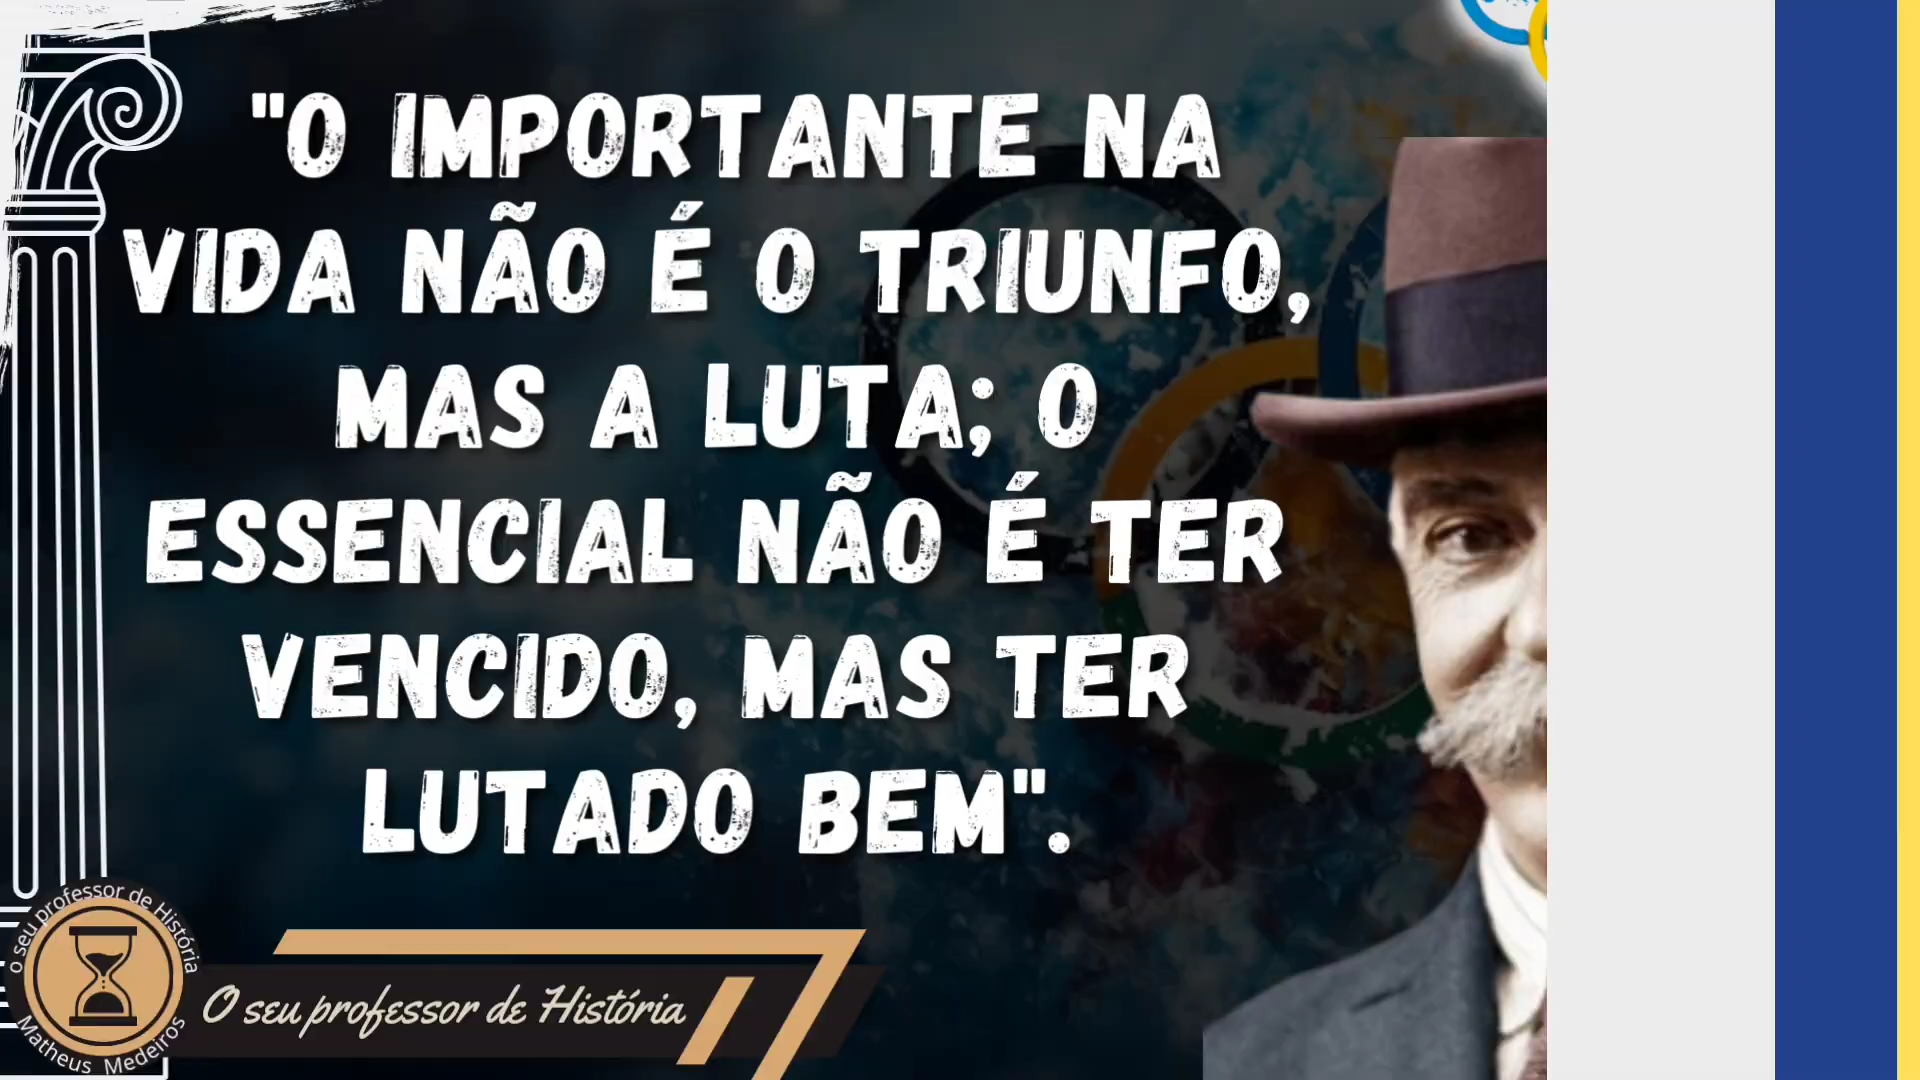 "O IMPORTANTE NA
VIDA NÃO É O TRIUNFO,
MAS A LUTA; O
ESSENCIAL NÃO É TER
VENCIDO, MAS TER
LUTADO BEM".
o seu professor de História
Matheus Medeiros
O seu professor de História